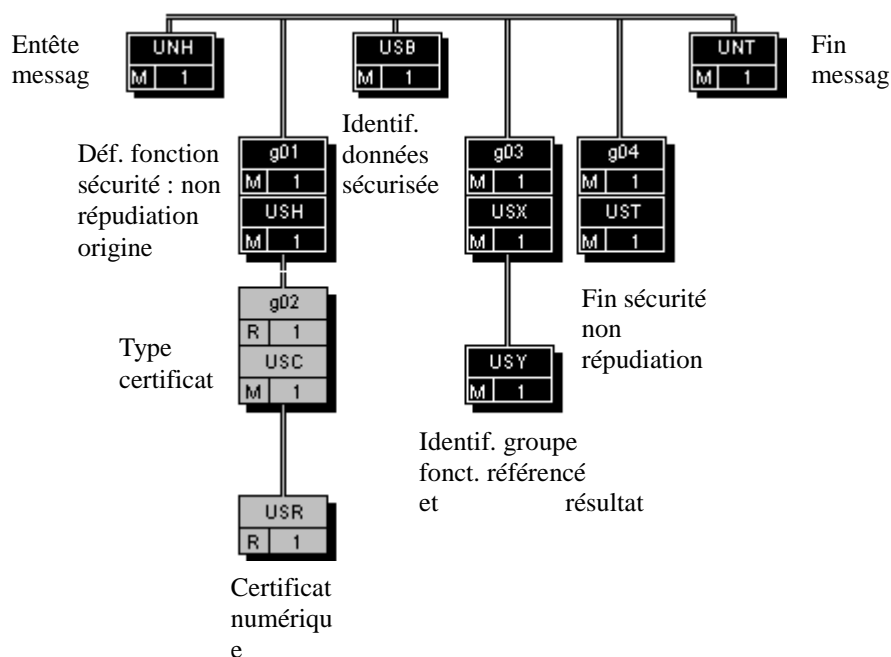 Entête
messag
UNH
M 1
USB
M 1
UNT
M 1
Fin
messag
Déf. fonction
sécurité : non
répudiation
origine
g01
M 1
USH
M 1
Identif.
données
sécurisée
g03
M 1
USX
M 1
g04
M 1
UST
M 1
Type
certificat
g02
R 1
USC
M 1
USY
M 1
Fin sécurité
non
répudiation
Identif. groupe
fonct. référencé
et résultat
USR
R 1
Certificat
numériqu
e